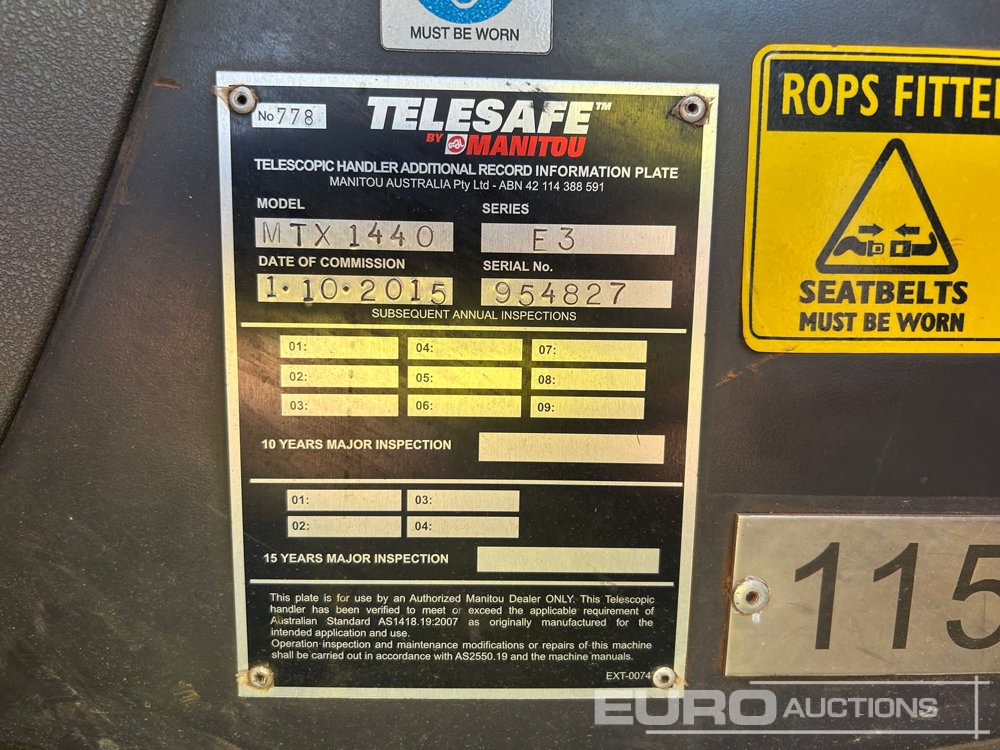 MUST BE WORN
No 778
TELESAFE™
BY MANITOU
TELESCOPIC HANDLER ADDITIONAL RECORD INFORMATION PLATE
MANITOU AUSTRALIA Pty Ltd - ABN 42 114 388 591
MODEL
MTX 1440
SERIES
E3
DATE OF COMMISSION
1·10·2015
SERIAL No.
954827
SUBSEQUENT ANNUAL INSPECTIONS
01: 04: 07:
02: 05: 08:
03: 06: 09:
10 YEARS MAJOR INSPECTION
01: 03:
02: 04:
15 YEARS MAJOR INSPECTION
This plate is for use by an Authorized Manitou Dealer ONLY. This Telescopic
handler has been verified to meet or exceed the applicable requirement of
Australian Standard AS1418.19:2007 as originally manufactured for the
intended application and use.
Operation inspection and maintenance modifications or repairs of this machine
shall be carried out in accordance with AS2550.19 and the machine manuals.
EXT-0074
ROPS FITTE
SEATBELTS
MUST BE WORN
115
EURO AUCTIONS